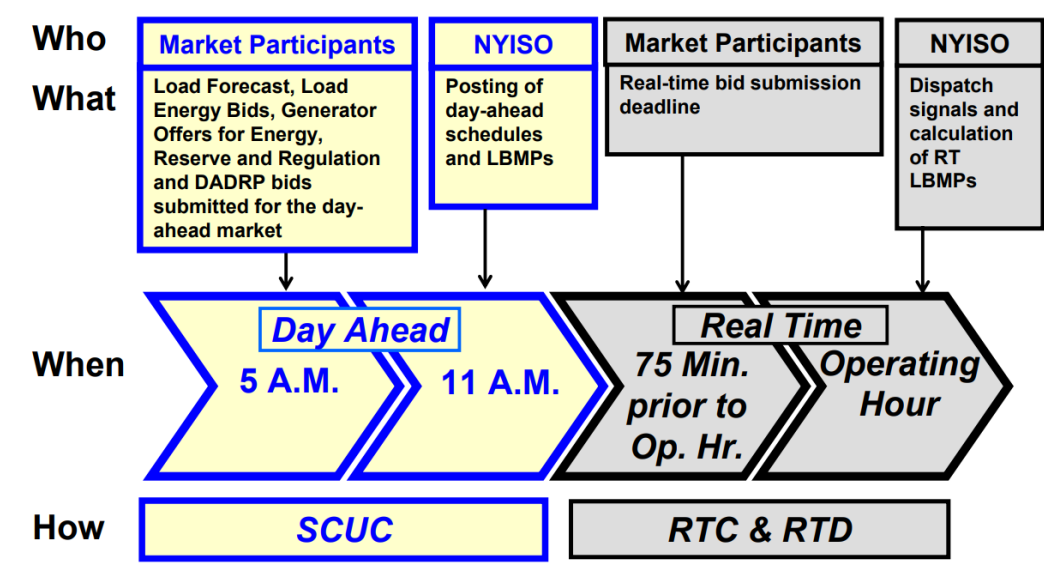 Who
Market Participants
NYISO
Market Participants
NYISO
What
Load Forecast, Load
Energy Bids, Generator
Offers for Energy,
Reserve and Regulation
and DADRP bids
submitted for the day-
ahead market
Posting of
day-ahead
schedules
and LBMPs
Real-time bid submission
deadline
Dispatch
signals and
calculation
of RT
LBMPs
When
Day Ahead
5 A.M.
11 A.M.
Real Time
75 Min.
prior to
Op. Hr.
Operating
Hour
How
SCUC
RTC & RTD